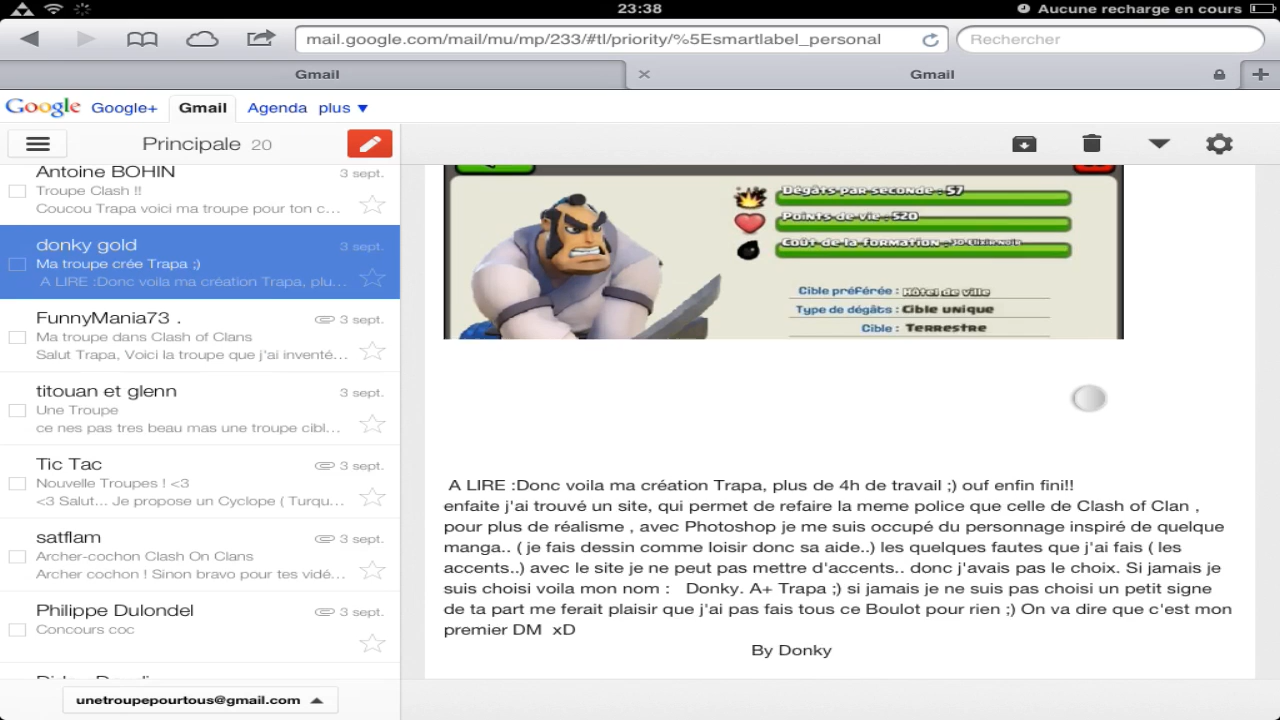 23:38
Aucune recharge en cours
mail.google.com/mail/mu/mp/233/#tl/priority/%5Esmartlabel_personal
Rechercher
Gmail
Gmail
Google Google+ Gmail Agenda plus
Principale 20
Antoine BOHIN 3 sept.
Troupe Clash !!
Coucou Trapa voici ma troupe pour ton c…
donky gold 3 sept.
Ma troupe crée Trapa ;)
A LIRE :Donc voila ma création Trapa, plu…
FunnyMania73 . 3 sept.
Ma troupe dans Clash of Clans
Salut Trapa, Voici la troupe que j'ai inventé…
titouan et glenn 3 sept.
Une Troupe
ce nes pas tres beau mas une troupe cibl…
Tic Tac 3 sept.
Nouvelle Troupes ! <3
<3 Salut... Je propose un Cyclope ( Turqu…
satflam 3 sept.
Archer-cochon Clash On Clans
Archer cochon ! Sinon bravo pour tes vidé…
Philippe Dulondel 3 sept.
Concours coc
unetroupepourtous@gmail.com
Dégâts par seconde : 57
Points de vie : 520
Coût de la formation : 30 Elixir noir
Cible préférée : Hôtel de ville
Type de dégâts : Cible unique
Cible : Terrestre
A LIRE :Donc voila ma création Trapa, plus de 4h de travail ;) ouf enfin fini!!
enfaite j'ai trouvé un site, qui permet de refaire la meme police que celle de Clash of Clan ,
pour plus de réalisme , avec Photoshop je me suis occupé du personnage inspiré de quelque
manga.. ( je fais dessin comme loisir donc sa aide..) les quelques fautes que j'ai fais ( les
accents..) avec le site je ne peut pas mettre d'accents.. donc j'avais pas le choix. Si jamais je
suis choisi voila mon nom : Donky. A+ Trapa ;) si jamais je ne suis pas choisi un petit signe
de ta part me ferait plaisir que j'ai pas fais tous ce Boulot pour rien ;) On va dire que c'est mon
premier DM xD
By Donky